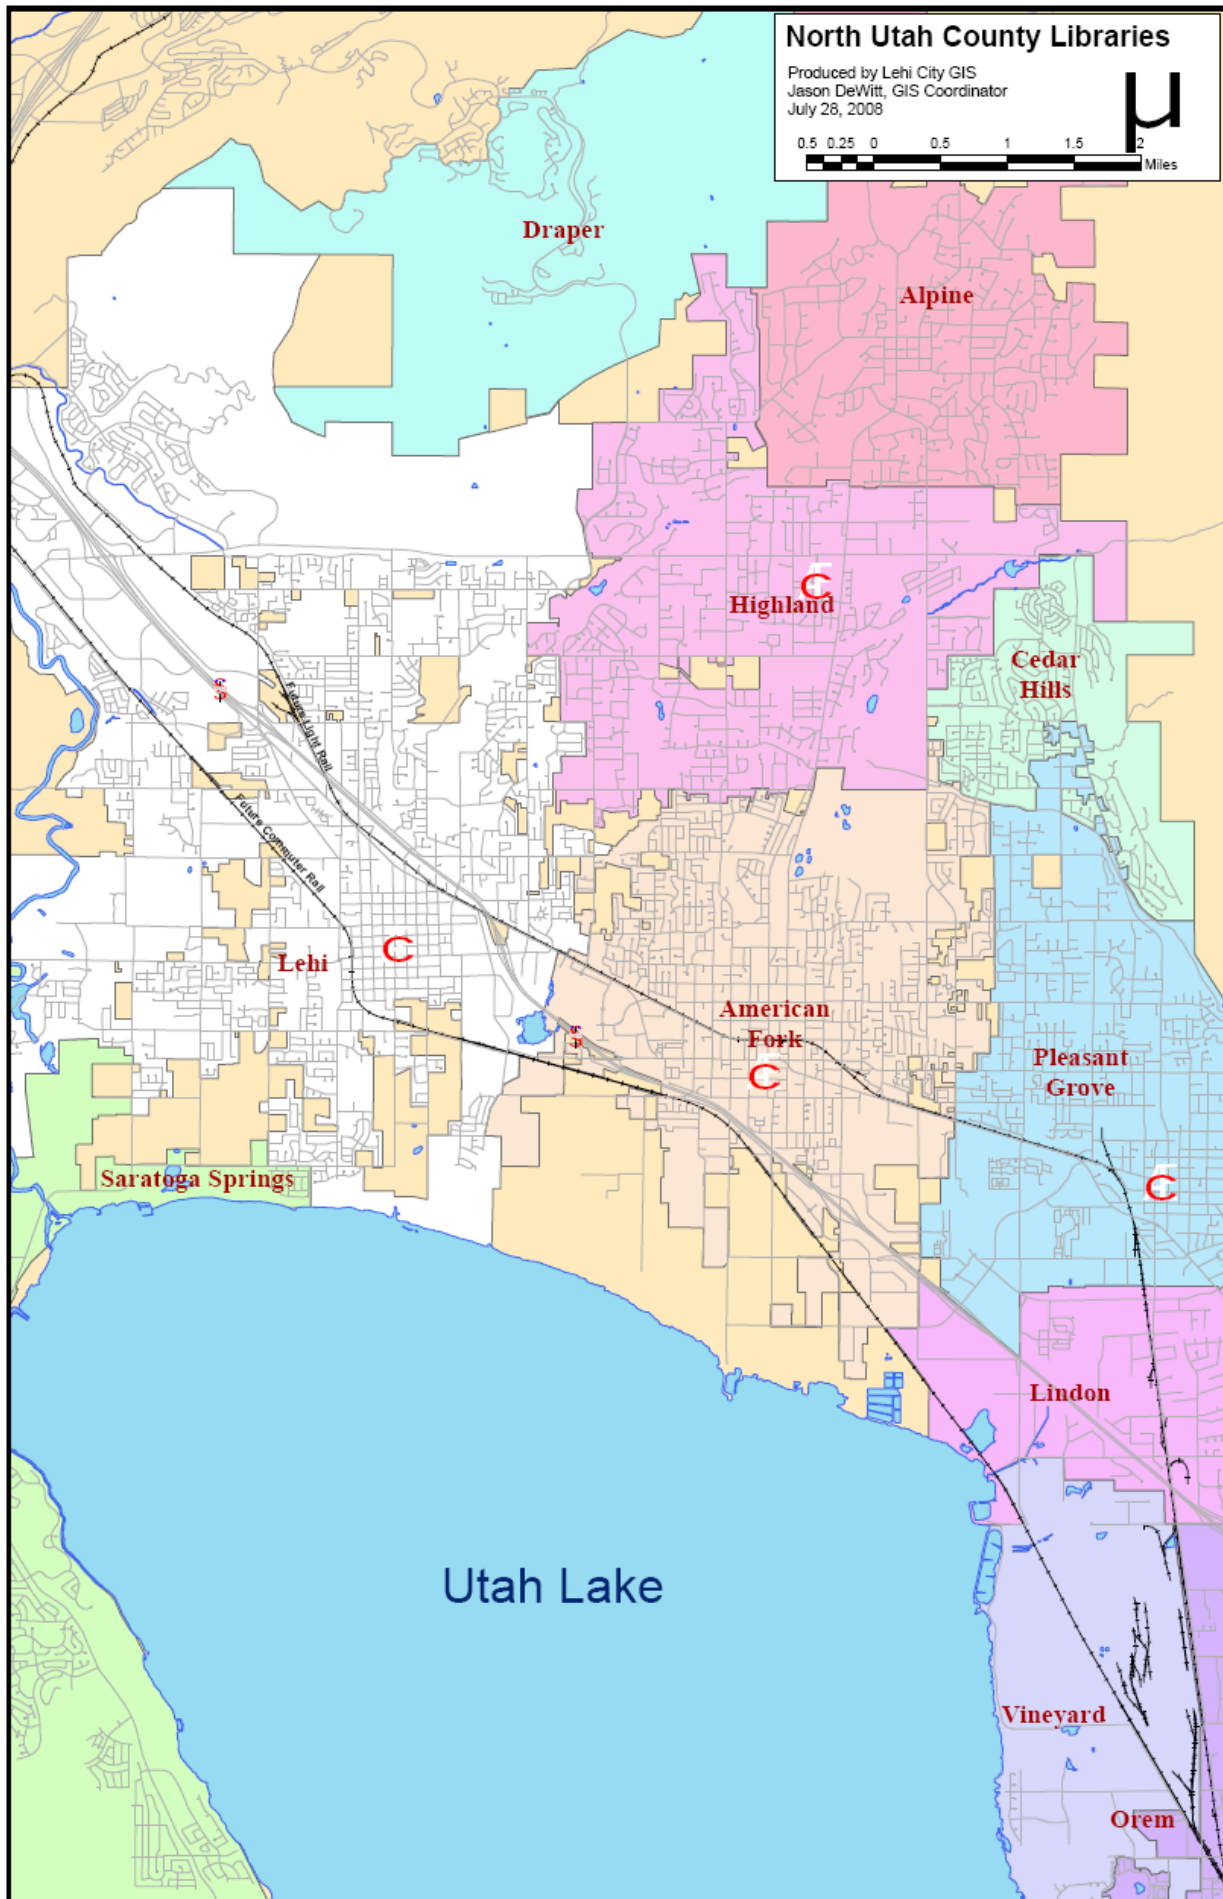 North Utah County Libraries
Produced by Lehi City GIS
Jason DeWitt, GIS Coordinator
July 28, 2008
µ
0.5 0.25 0 0.5 1 1.5 2
Miles
Draper
Alpine
Highland
Cedar
Hills
Future Light Rail
Future Commuter Rail
Lehi
American
Fork
Pleasant
Grove
Saratoga Springs
Lindon
Utah Lake
Vineyard
Orem